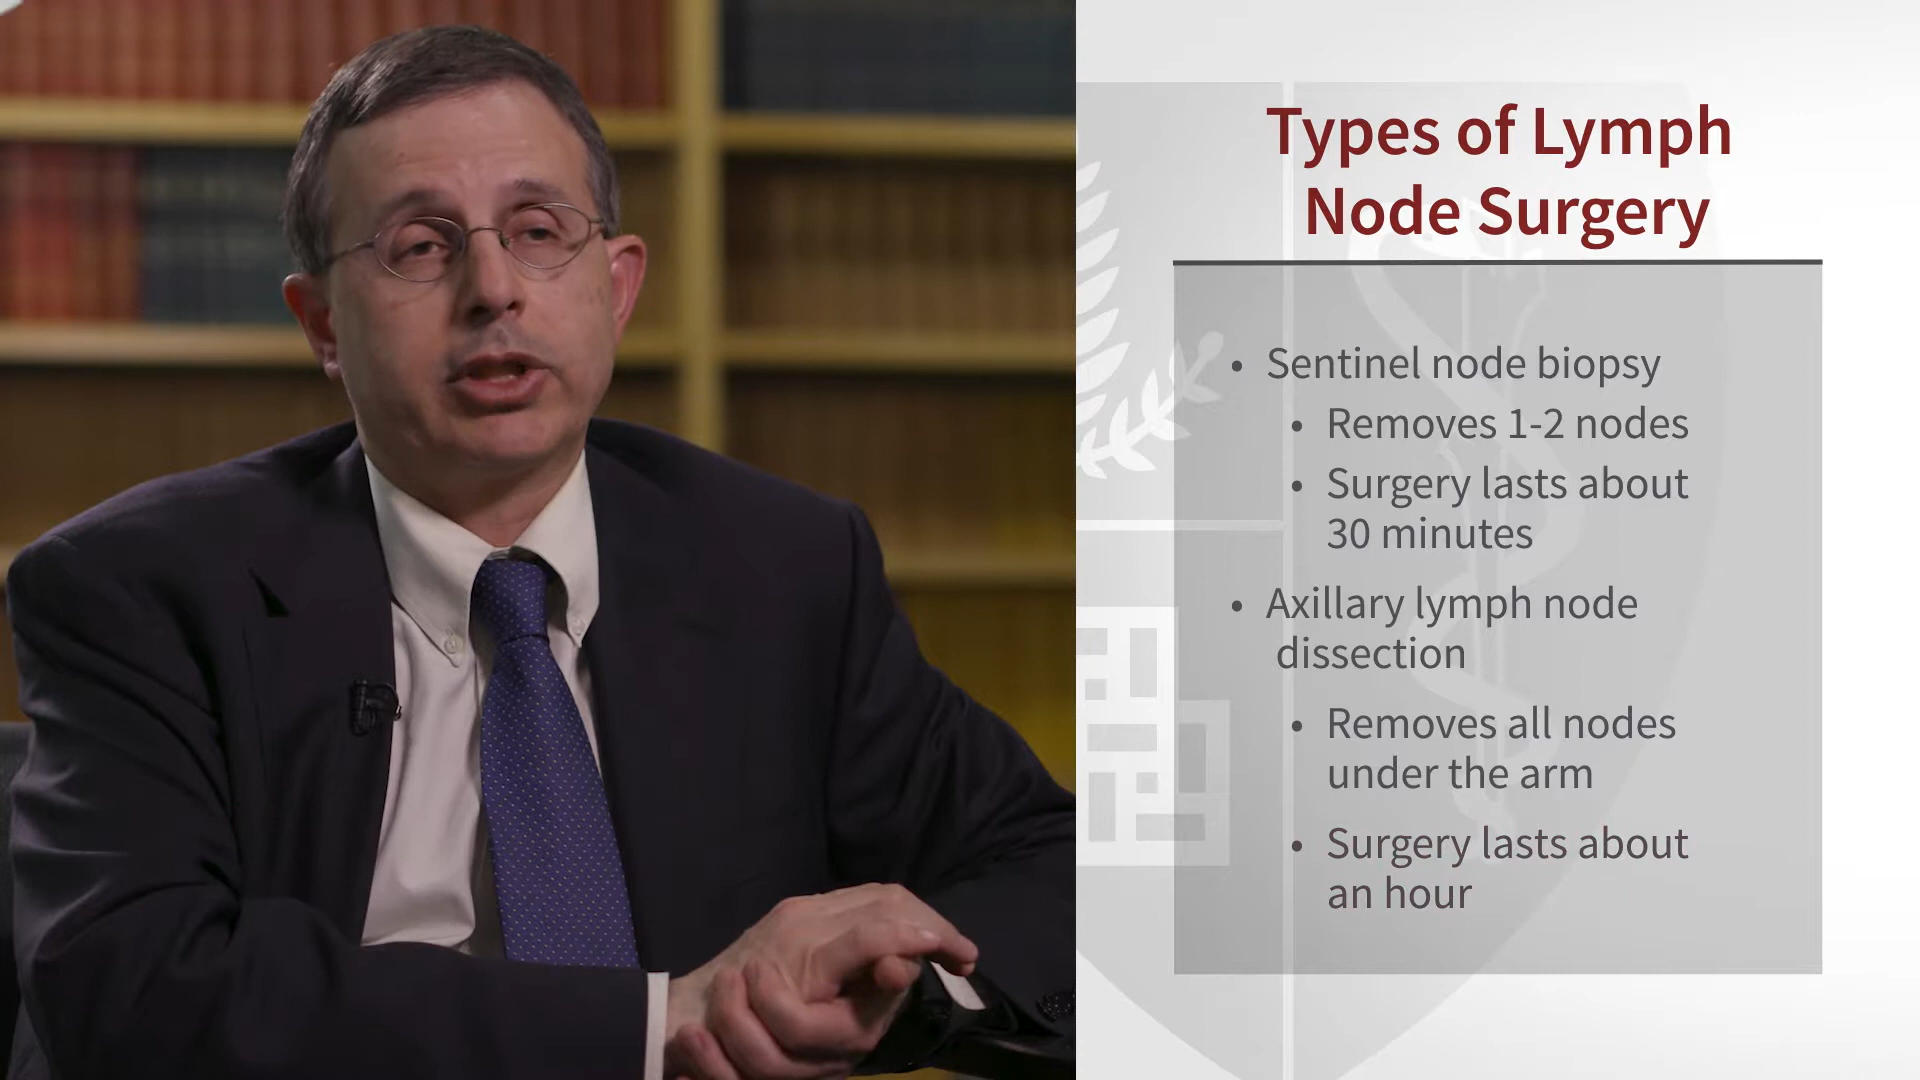 Types of Lymph
Node Surgery
• Sentinel node biopsy
• Removes 1-2 nodes
• Surgery lasts about
30 minutes
• Axillary lymph node
dissection
• Removes all nodes
under the arm
• Surgery lasts about
an hour